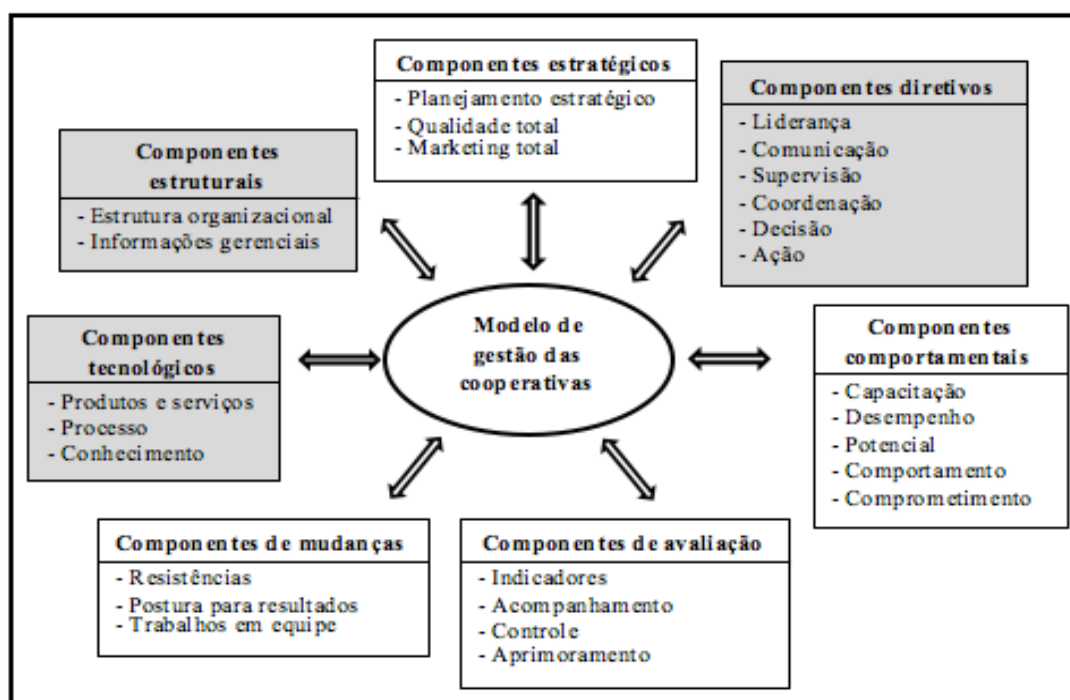 Componentes estratégicos
- Planejamento estratégico
- Qualidade total
- Marketing total
Componentes diretivos
- Liderança
- Comunicação
- Supervisão
- Coordenação
- Decisão
- Ação
Componentes
estruturais
- Estrutura organizacional
- Informações gerenciais
Modelo de
gestão das
cooperativas
Componentes
comportamentais
- Capacitação
- Desempenho
- Potencial
- Comportamento
- Comprometimento
Componentes
tecnológicos
- Produtos e serviços
- Processo
- Conhecimento
Componentes de mudanças
- Resistências
- Postura para resultados
- Trabalhos em equipe
Componentes de avaliação
- Indicadores
- Acompanhamento
- Controle
- Aprimoramento